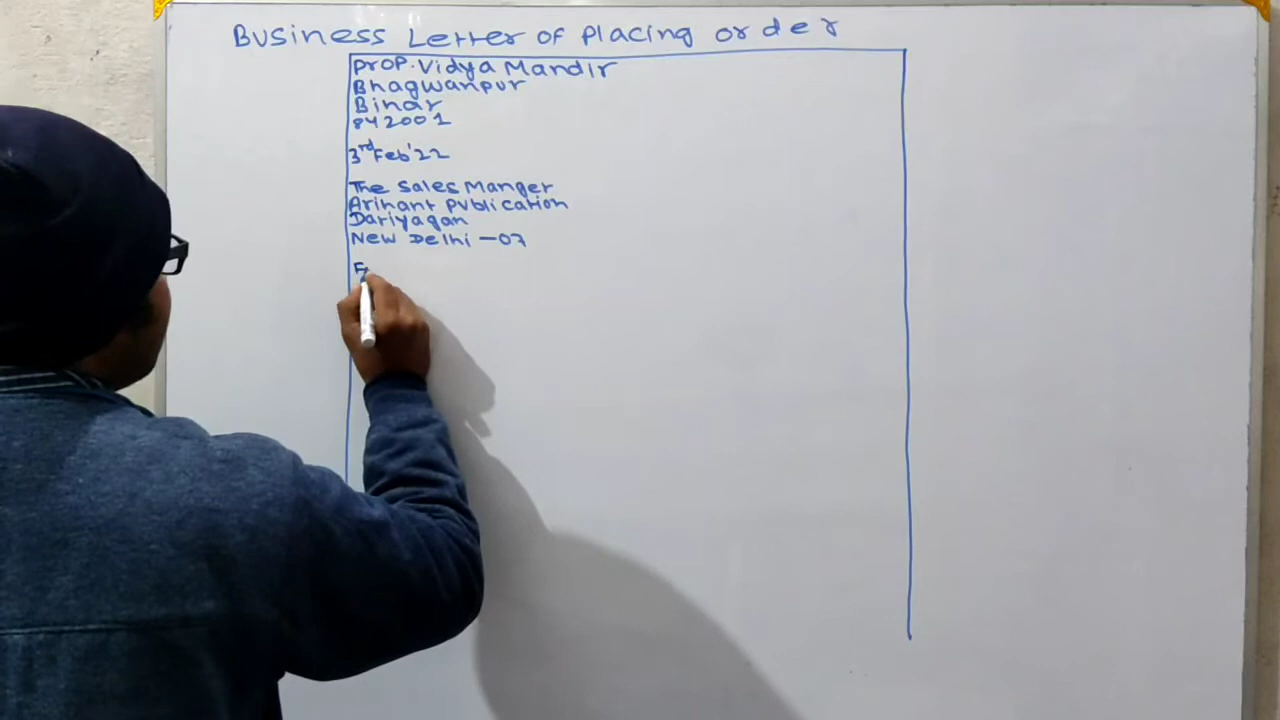 Business Letter of Placing order
Prop. Vidya Mandir
Bhagwanpur
Bihar
842001
3rd Feb'22
The Sales Manger
Arihant Publication
Dariyagan
New Delhi - 07